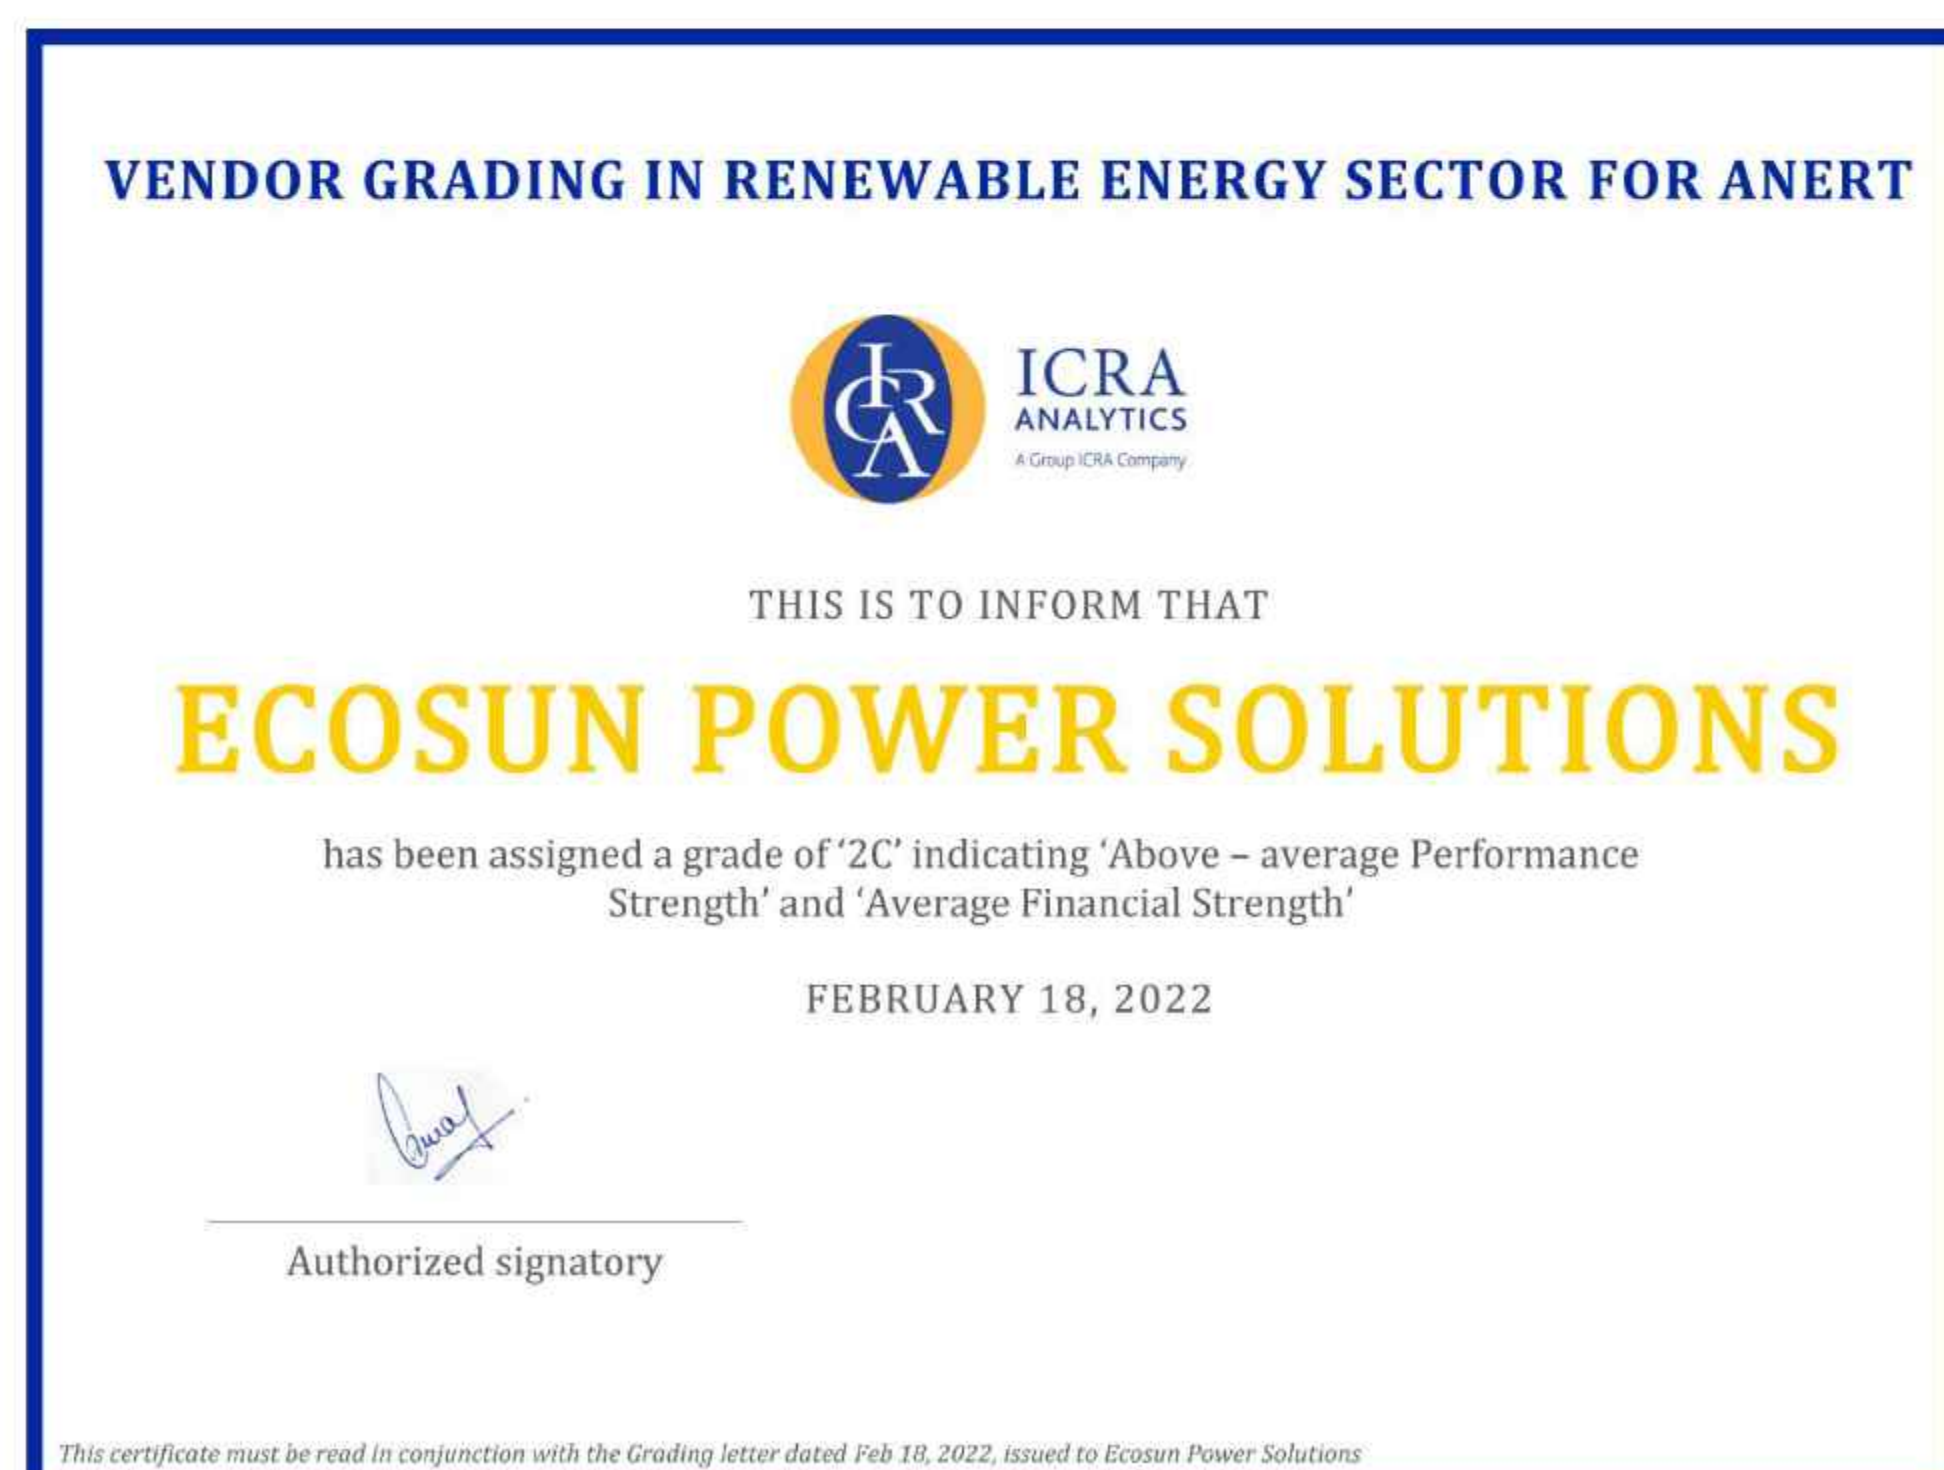 VENDOR GRADING IN RENEWABLE ENERGY SECTOR FOR ANERT
ICRA
ICRA
ANALYTICS
A Group ICRA Company
THIS IS TO INFORM THAT
ECOSUN POWER SOLUTIONS
has been assigned a grade of ‘2C’ indicating ‘Above – average Performance
Strength’ and ‘Average Financial Strength’
FEBRUARY 18, 2022
Authorized signatory
This certificate must be read in conjunction with the Grading letter dated Feb 18, 2022, issued to Ecosun Power Solutions